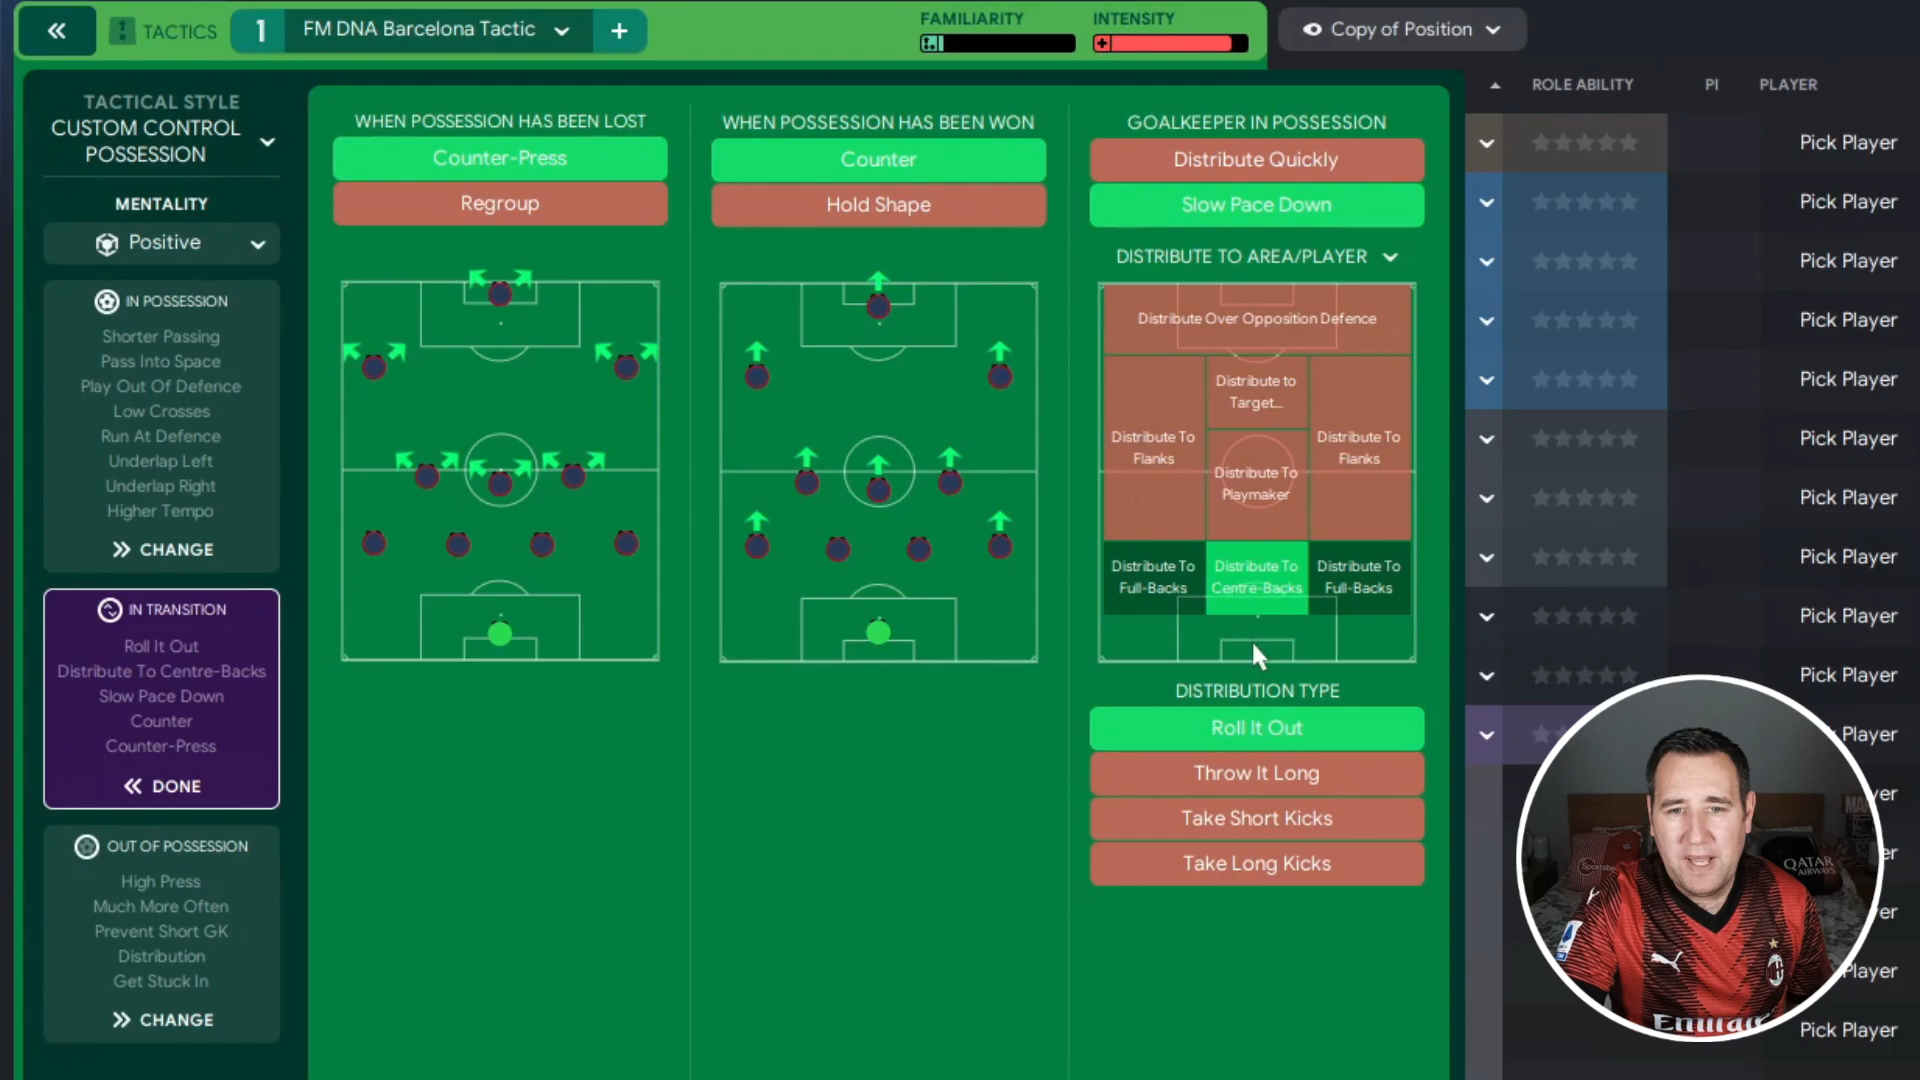 TACTICS
1
FM DNA Barcelona Tactic
+
FAMILIARITY
INTENSITY
Copy of Position
TACTICAL STYLE
CUSTOM CONTROL
POSSESSION
MENTALITY
Positive
IN POSSESSION
Shorter Passing
Pass Into Space
Play Out Of Defence
Low Crosses
Run At Defence
Underlap Left
Underlap Right
Higher Tempo
CHANGE
IN TRANSITION
Roll It Out
Distribute To Centre-Backs
Slow Pace Down
Counter
Counter-Press
DONE
OUT OF POSSESSION
High Press
Much More Often
Prevent Short GK
Distribution
Get Stuck In
CHANGE
WHEN POSSESSION HAS BEEN LOST
Counter-Press
Regroup
WHEN POSSESSION HAS BEEN WON
Counter
Hold Shape
GOALKEEPER IN POSSESSION
Distribute Quickly
Slow Pace Down
DISTRIBUTE TO AREA/PLAYER
Distribute Over Opposition Defence
Distribute to
Target...
Distribute To
Flanks
Distribute To
Playmaker
Distribute To
Flanks
Distribute To
Full-Backs
Distribute To
Centre-Backs
Distribute To
Full-Backs
DISTRIBUTION TYPE
Roll It Out
Throw It Long
Take Short Kicks
Take Long Kicks
ROLE ABILITY
PI
PLAYER
Pick Player
Pick Player
Pick Player
Pick Player
Pick Player
Pick Player
Pick Player
Pick Player
Pick Player
Pick Player
Pick Player
yer
er
yer
Player
Pick Player
QATAR
AIRWAYS
Emirates